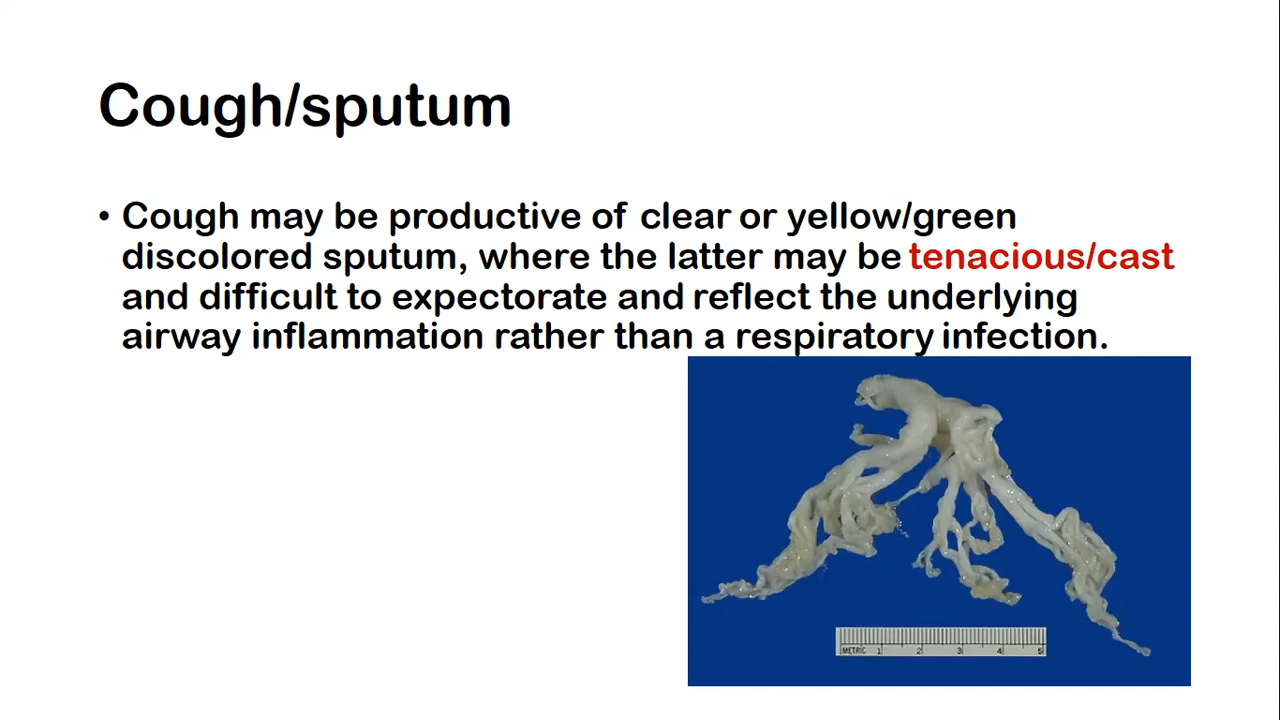 Cough/sputum
• Cough may be productive of clear or yellow/green
discolored sputum, where the latter may be tenacious/cast
and difficult to expectorate and reflect the underlying
airway inflammation rather than a respiratory infection.
METRIC 1 2 3 4 5